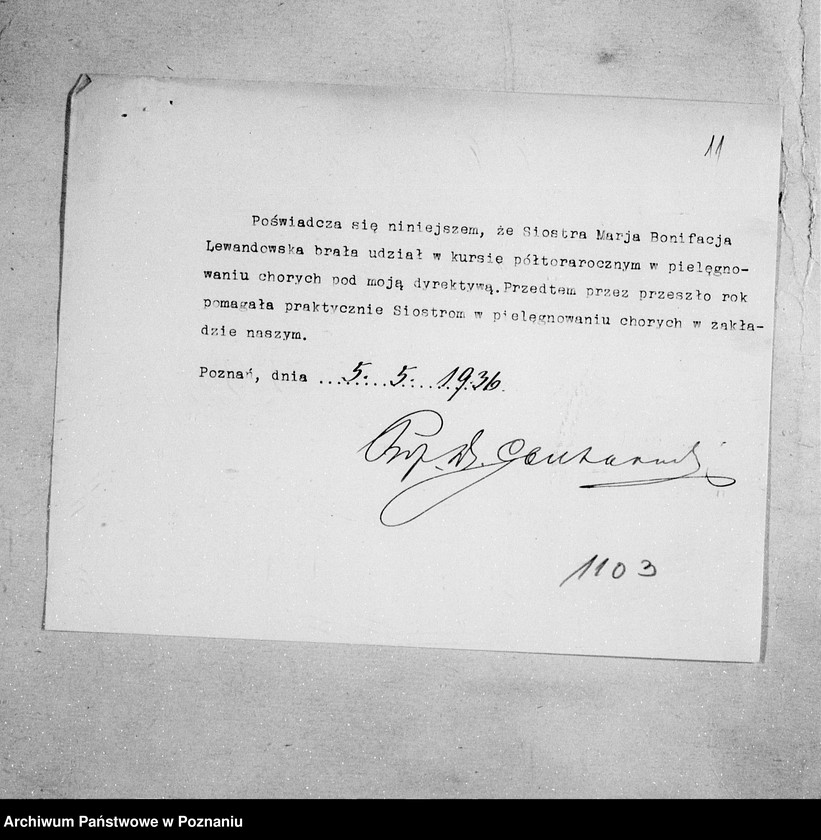 11
Poświadcza się niniejszem, że Siostra Marja Bonifacja
Lewandowska brała udział w kursie półtorarocznym w pielęgno-
waniu chorych pod moją dyrektywą.Przedtem przez przeszło rok
pomagała praktycznie Siostrom w pielęgnowaniu chorych w zakła-
dzie naszym.
Poznań, dnia ...5....5....1936.
Prof. Dr.
1103
Archiwum Państwowe w Poznaniu